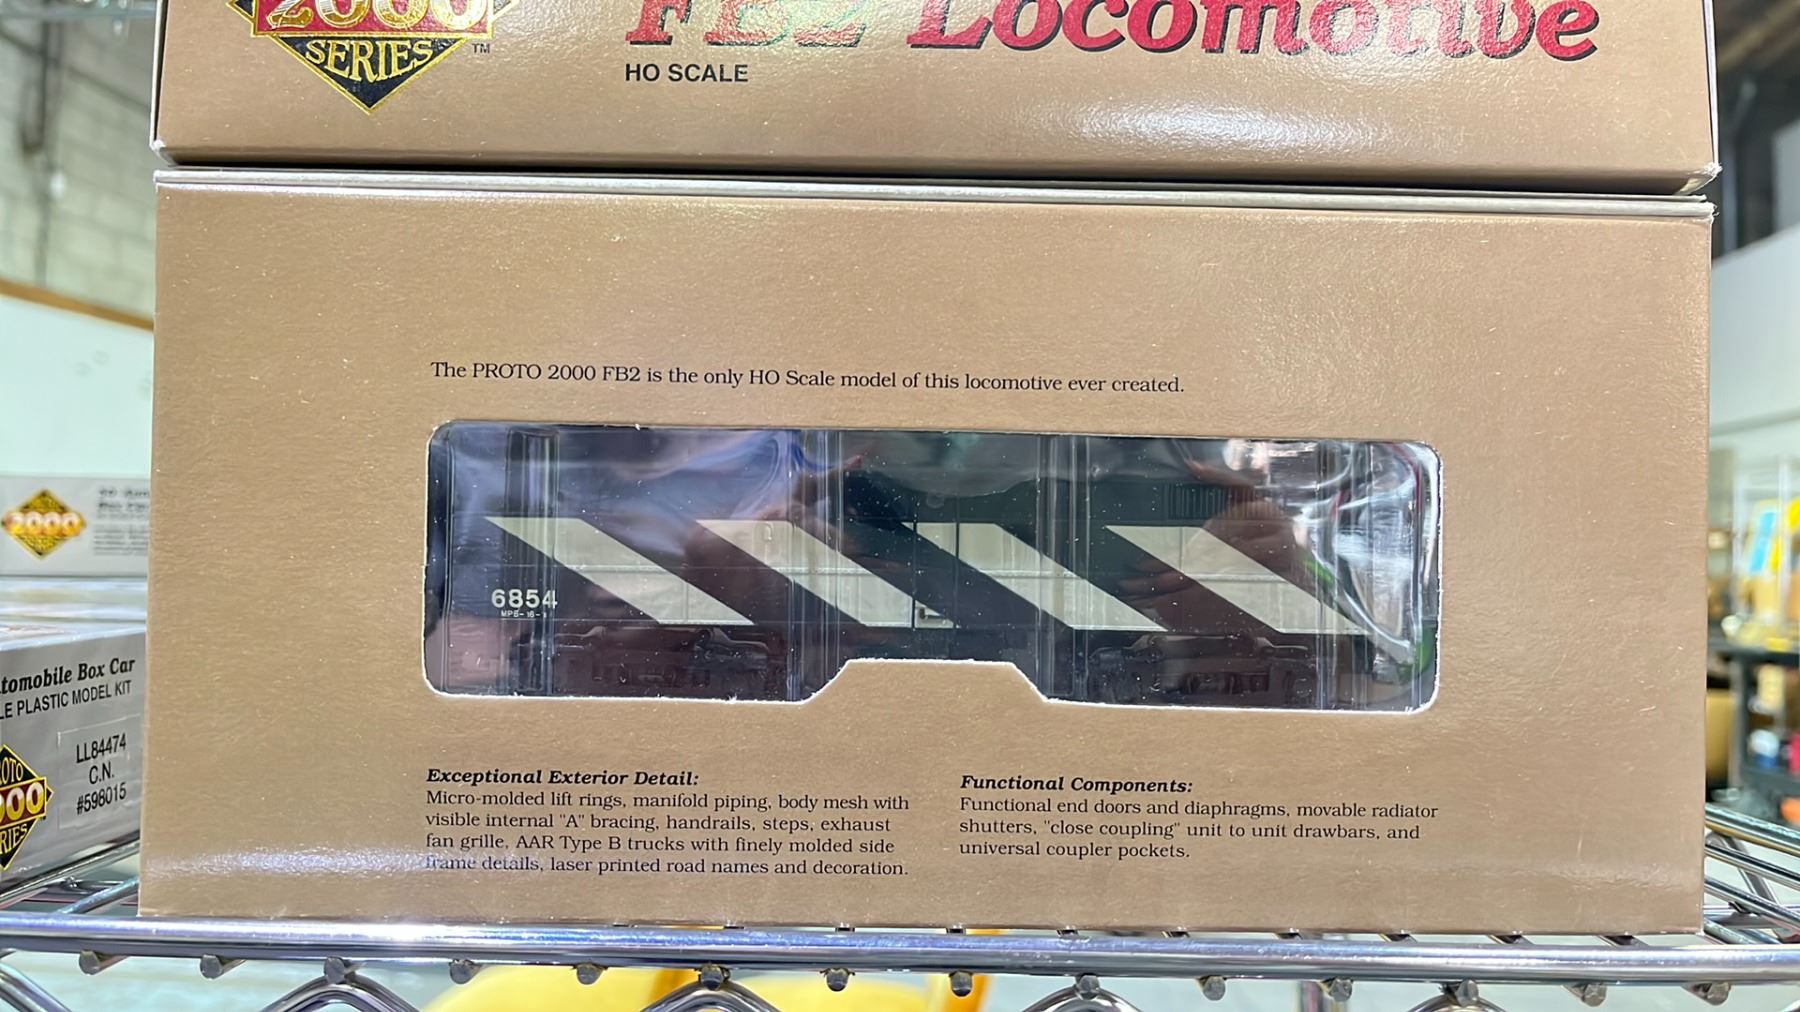 2000
SERIES
TM
FB2 Locomotive
HO SCALE
The PROTO 2000 FB2 is the only HO Scale model of this locomotive ever created.
6854
Exceptional Exterior Detail:
Micro-molded lift rings, manifold piping, body mesh with
visible internal "A" bracing, handrails, steps, exhaust
fan grille, AAR Type B trucks with finely molded side
frame details, laser printed road names and decoration.
Functional Components:
Functional end doors and diaphragms, movable radiator
shutters, "close coupling" unit to unit drawbars, and
universal coupler pockets.
2000
tomobile Box Car
LE PLASTIC MODEL KIT
LL84474
C.N.
#598015
OTO
000
RIES